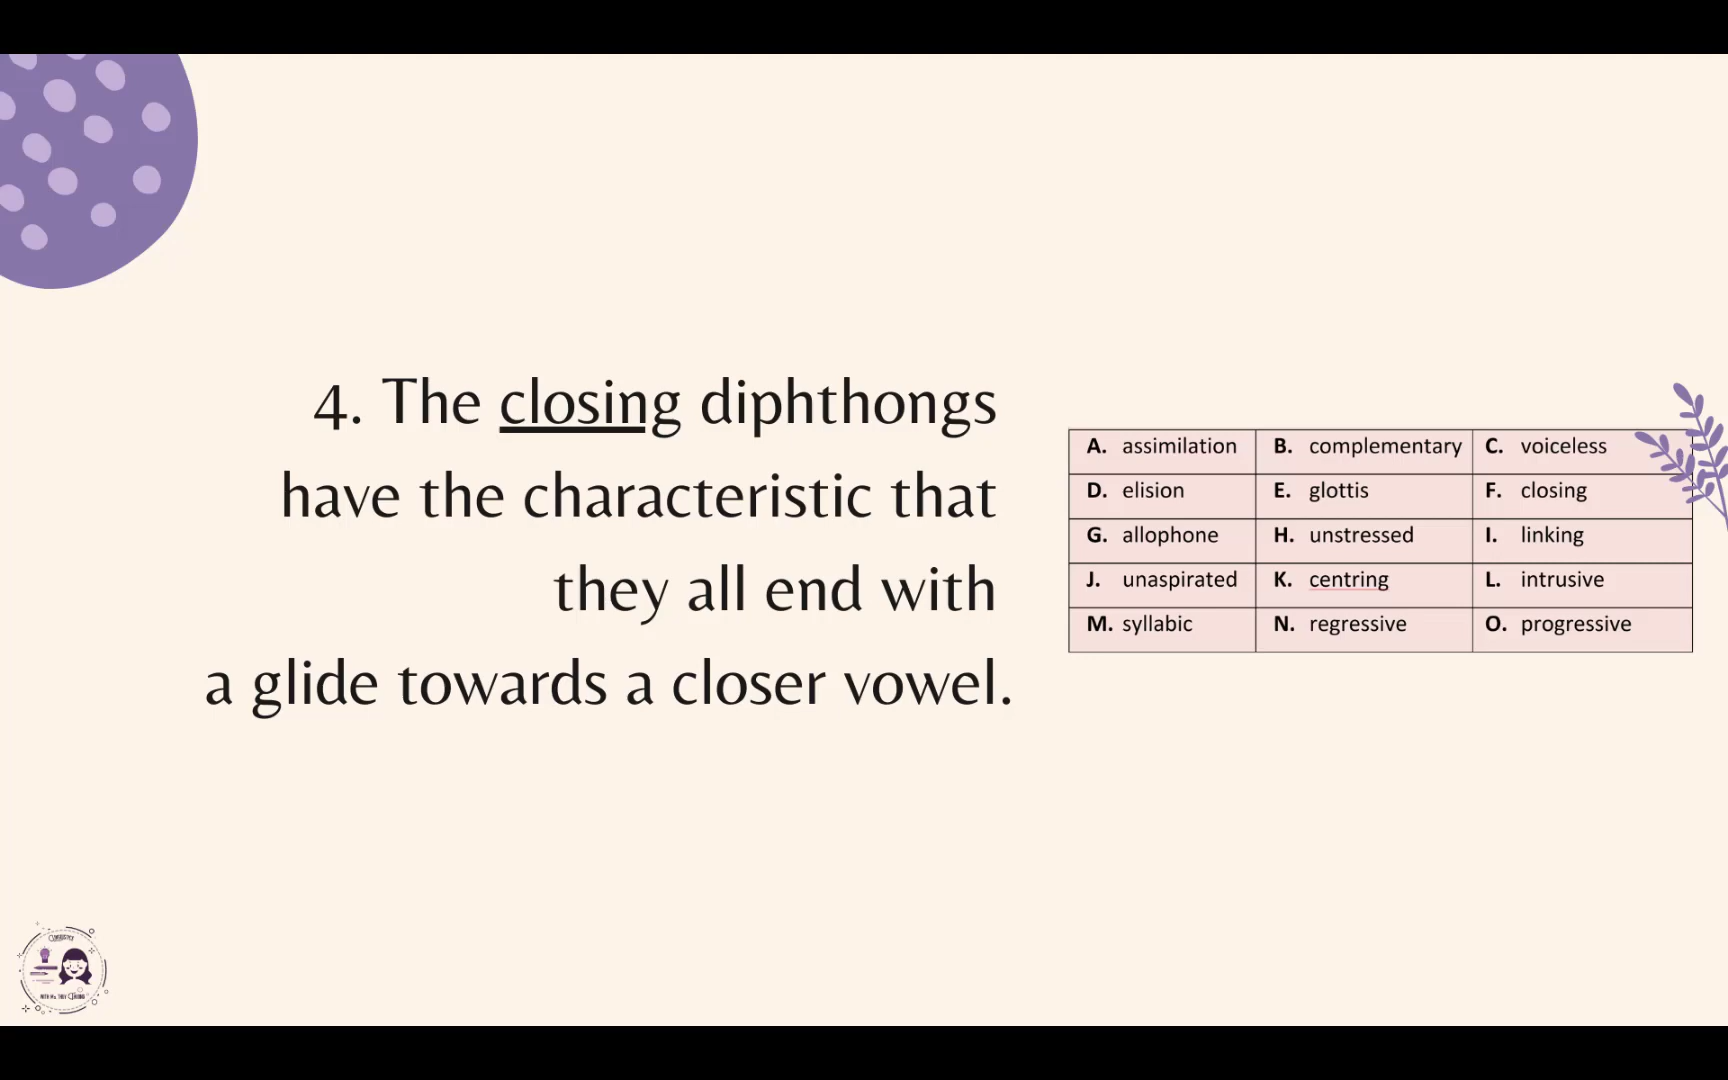 4. The closing diphthongs
have the characteristic that
they all end with
a glide towards a closer vowel.
A. assimilation B. complementary C. voiceless
D. elision E. glottis F. closing
G. allophone H. unstressed I. linking
J. unaspirated K. centring L. intrusive
M. syllabic N. regressive O. progressive